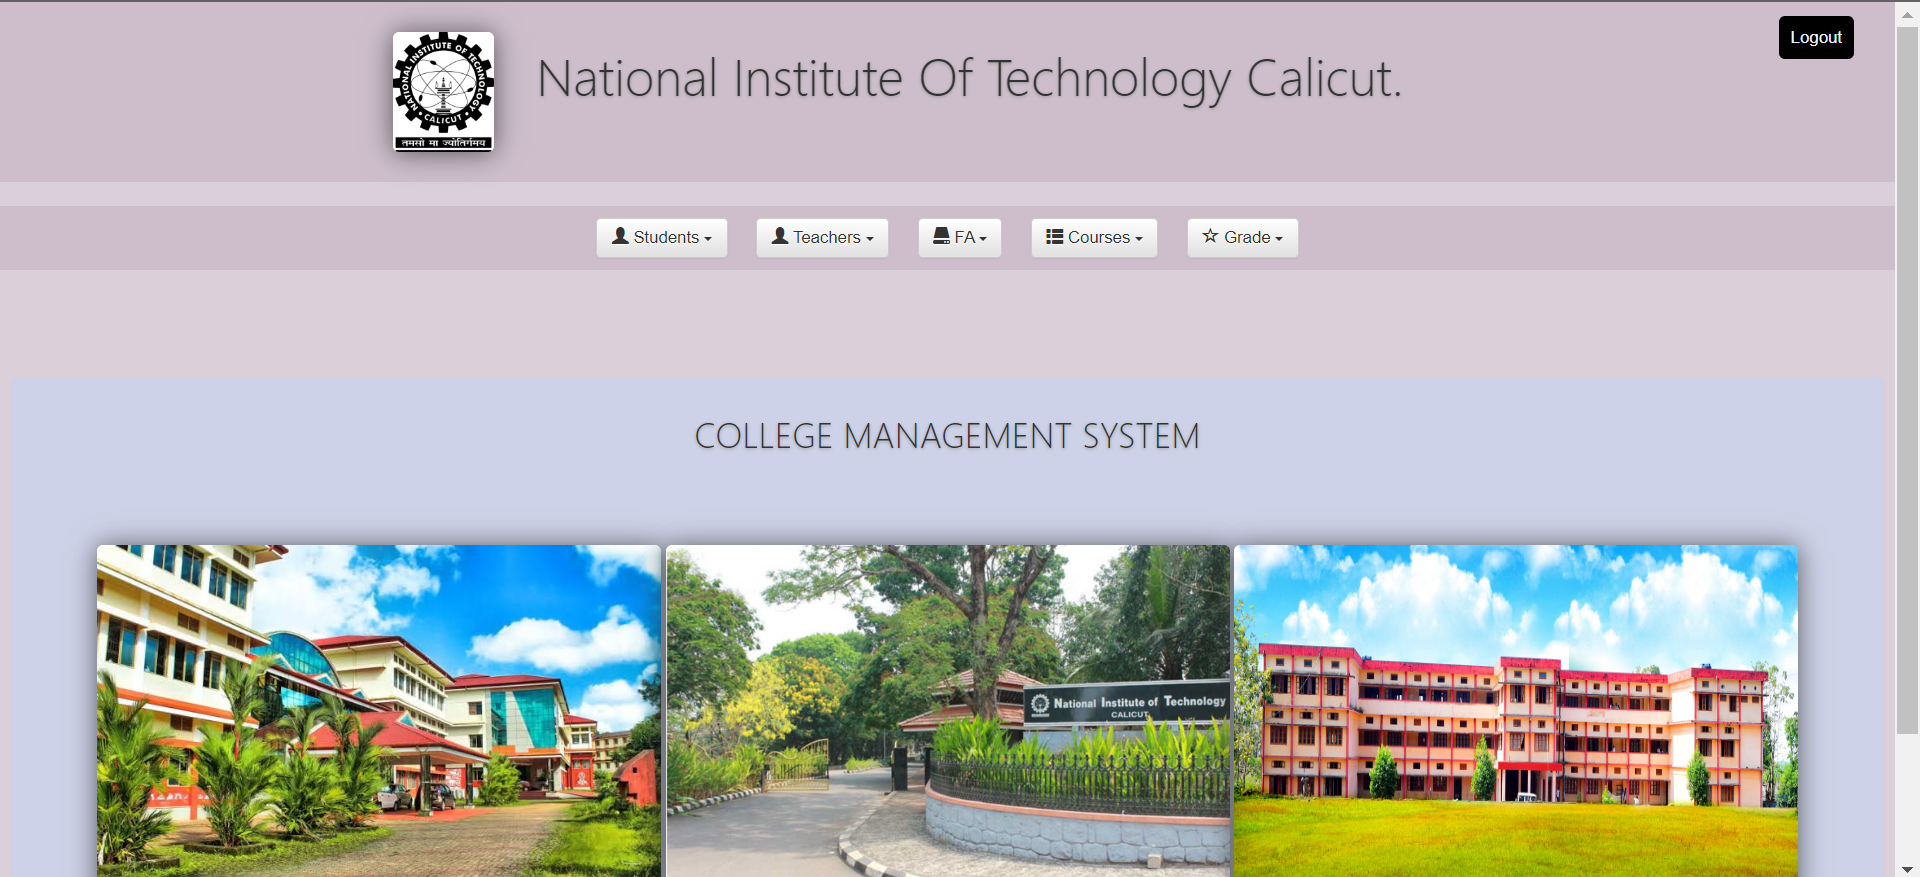 Logout
NATIONAL INSTITUTE OF TECHNOLOGY
• CALICUT •
तमसो मा ज्योतिर्गमय
National Institute Of Technology Calicut.
Students
Teachers
FA
Courses
Grade
COLLEGE MANAGEMENT SYSTEM
National Institute of Technology
CALICUT